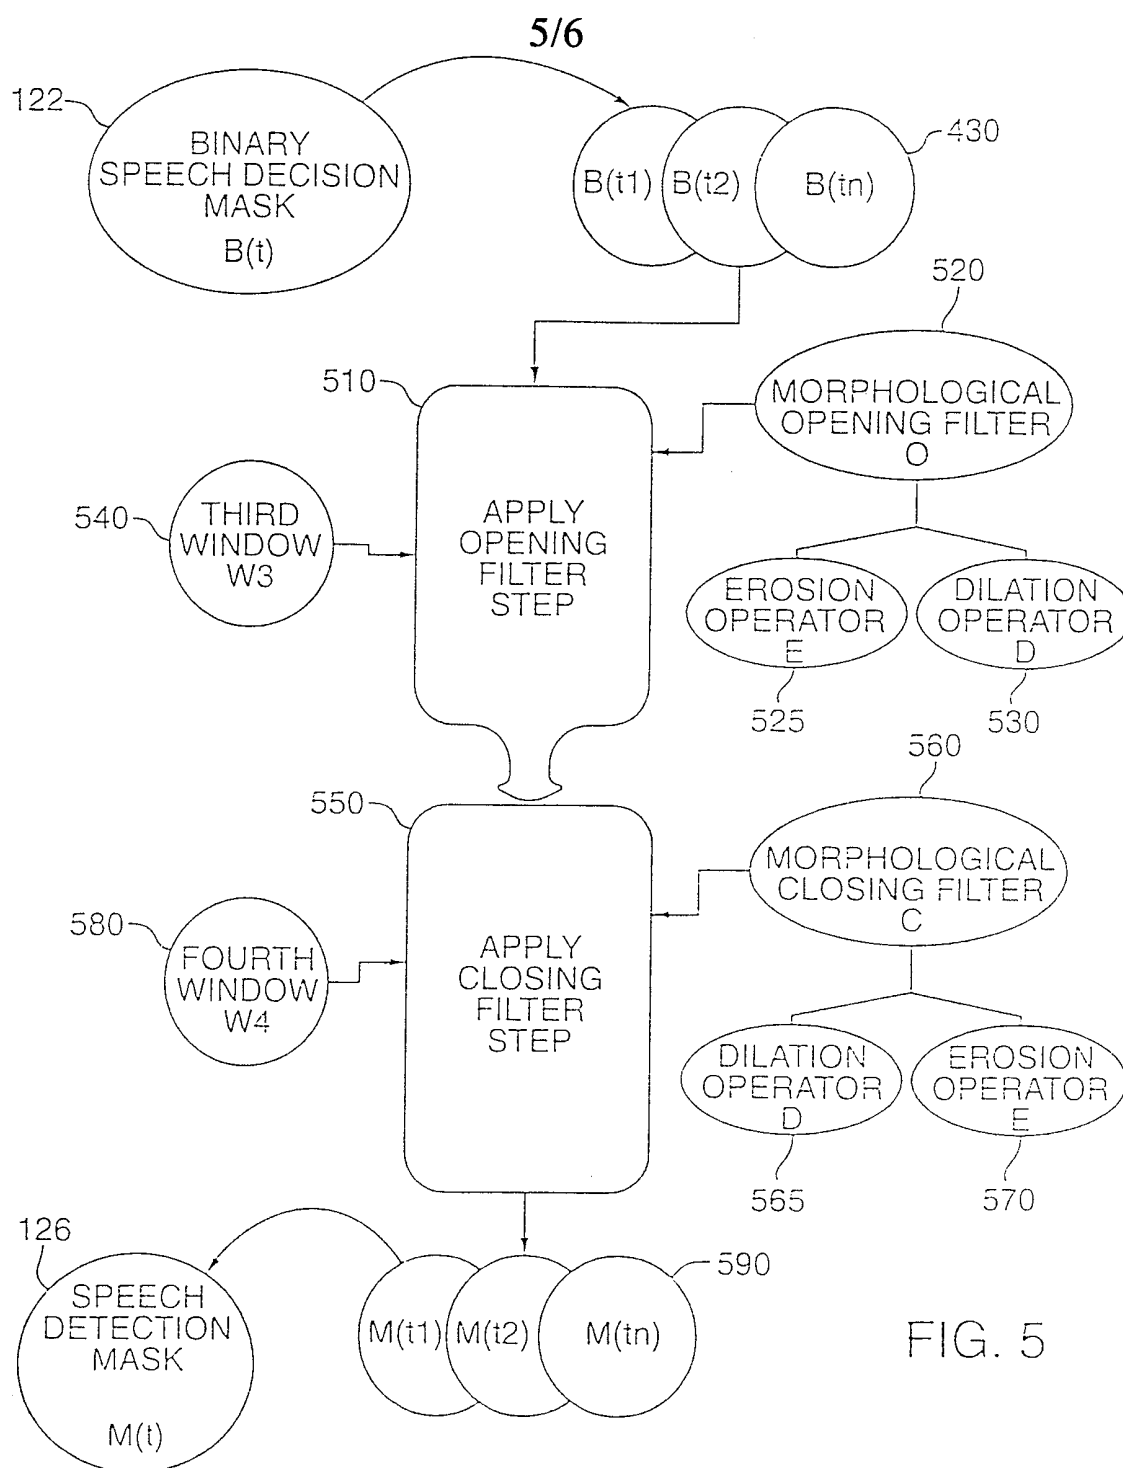 5/6
122
BINARY
SPEECH DECISION
MASK
B(t)
B(t1)
B(t2)
B(tn)
430
520
MORPHOLOGICAL
OPENING FILTER
O
510
APPLY
OPENING
FILTER
STEP
540
THIRD
WINDOW
W3
EROSION
OPERATOR
E
525
DILATION
OPERATOR
D
530
560
MORPHOLOGICAL
CLOSING FILTER
C
550
APPLY
CLOSING
FILTER
STEP
580
FOURTH
WINDOW
W4
DILATION
OPERATOR
D
565
EROSION
OPERATOR
E
570
126
SPEECH
DETECTION
MASK
M(t)
M(t1)
M(t2)
M(tn)
590
FIG. 5